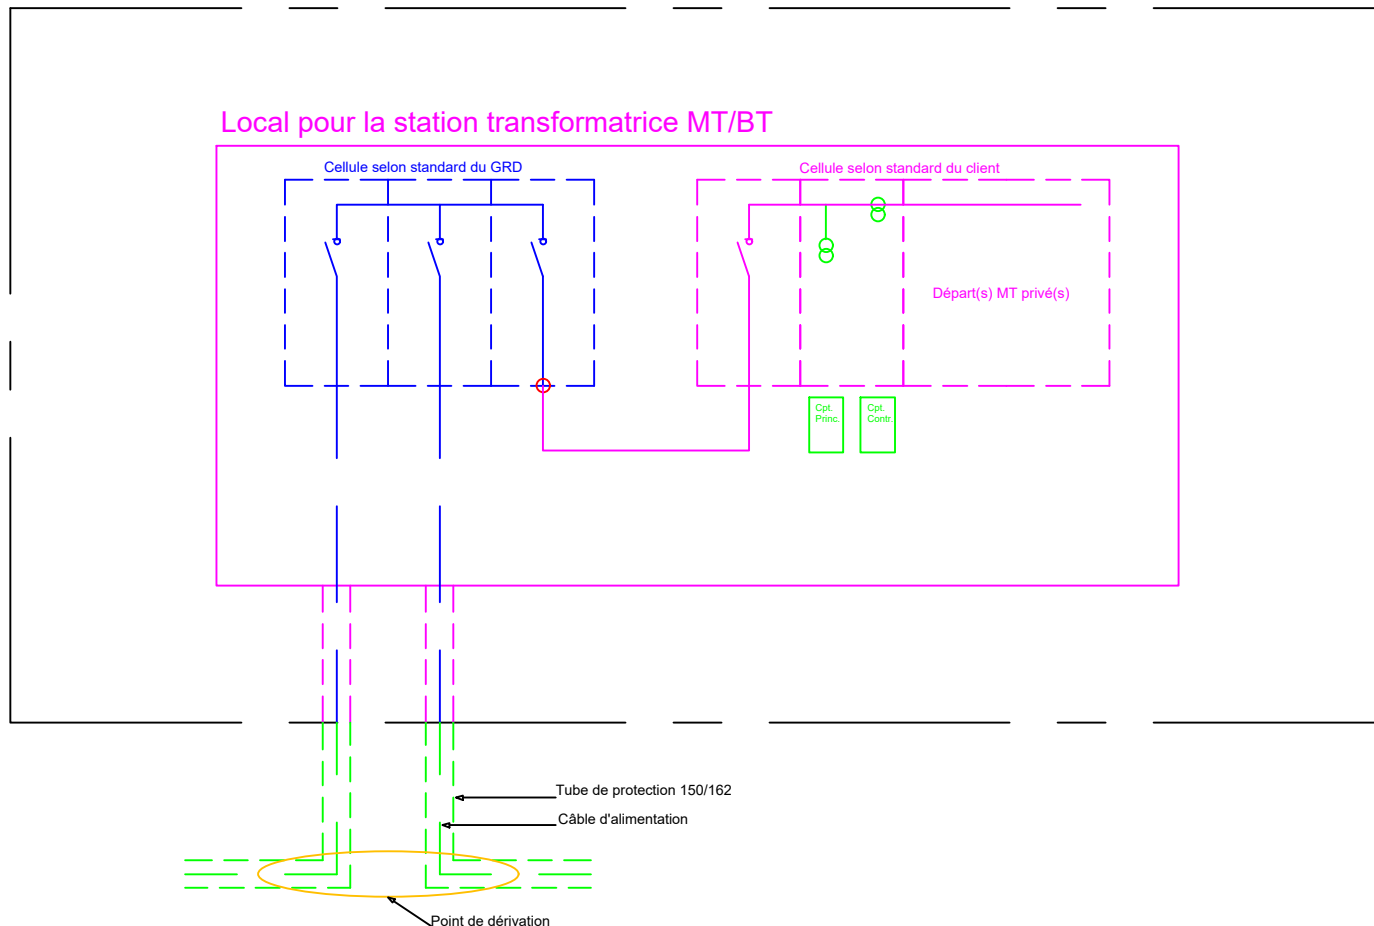 Local pour la station transformatrice MT/BT
Cellule selon standard du GRD
Cellule selon standard du client
Départ(s) MT privé(s)
Cpt.
Princ.
Cpt.
Contr.
Tube de protection 150/162
Câble d'alimentation
Point de dérivation